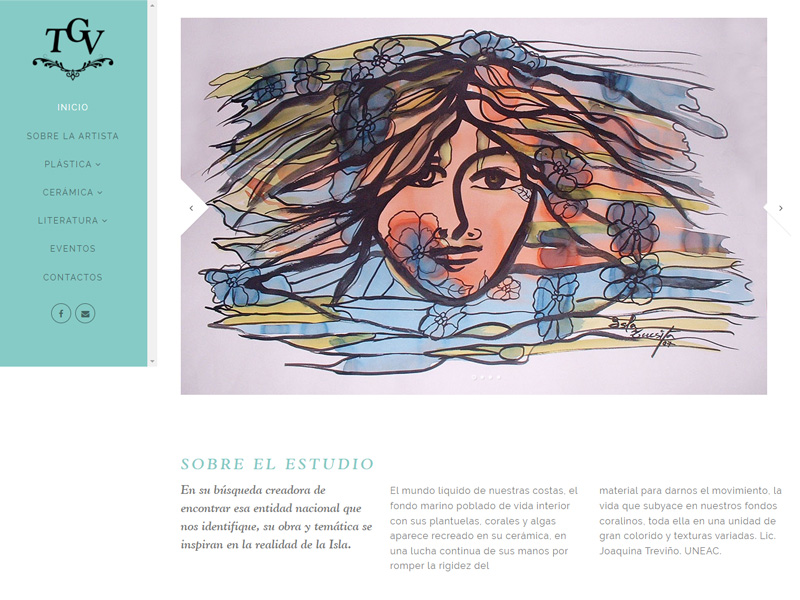 TGV
INICIO
SOBRE LA ARTISTA
PLÁSTICA
CERÁMICA
LITERATURA
EVENTOS
CONTACTOS
SOBRE EL ESTUDIO
En su búsqueda creadora de
encontrar esa entidad nacional que
nos identifique, su obra y temática se
inspiran en la realidad de la Isla.
El mundo liquido de nuestras costas, el
fondo marino poblado de vida interior
con sus plantuelas, corales y algas
aparece recreado en su cerámica, en
una lucha continua de sus manos por
romper la rigidez del
material para darnos el movimiento, la
vida que subyace en nuestros fondos
coralinos, toda ella en una unidad de
gran colorido y texturas variadas. Lic.
Joaquina Treviño. UNEAC.